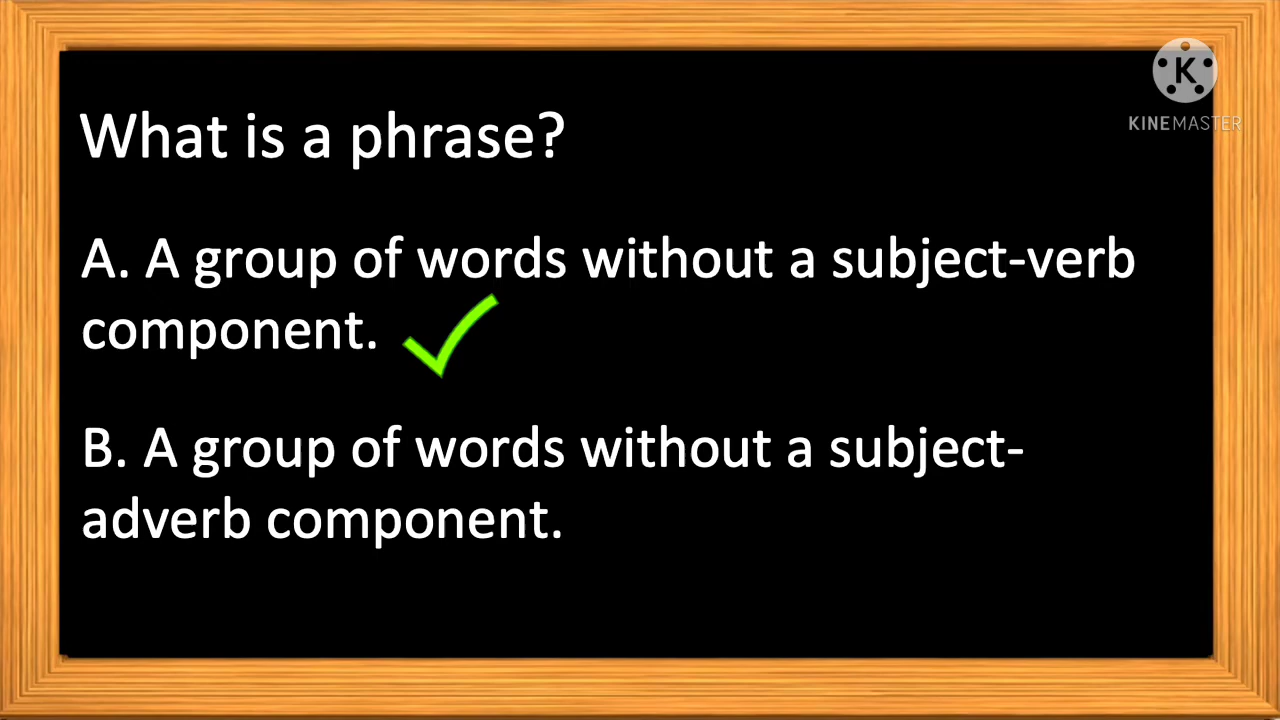 What is a phrase?
A. A group of words without a subject-verb
component.
B. A group of words without a subject-
adverb component.
K
KINEMASTER